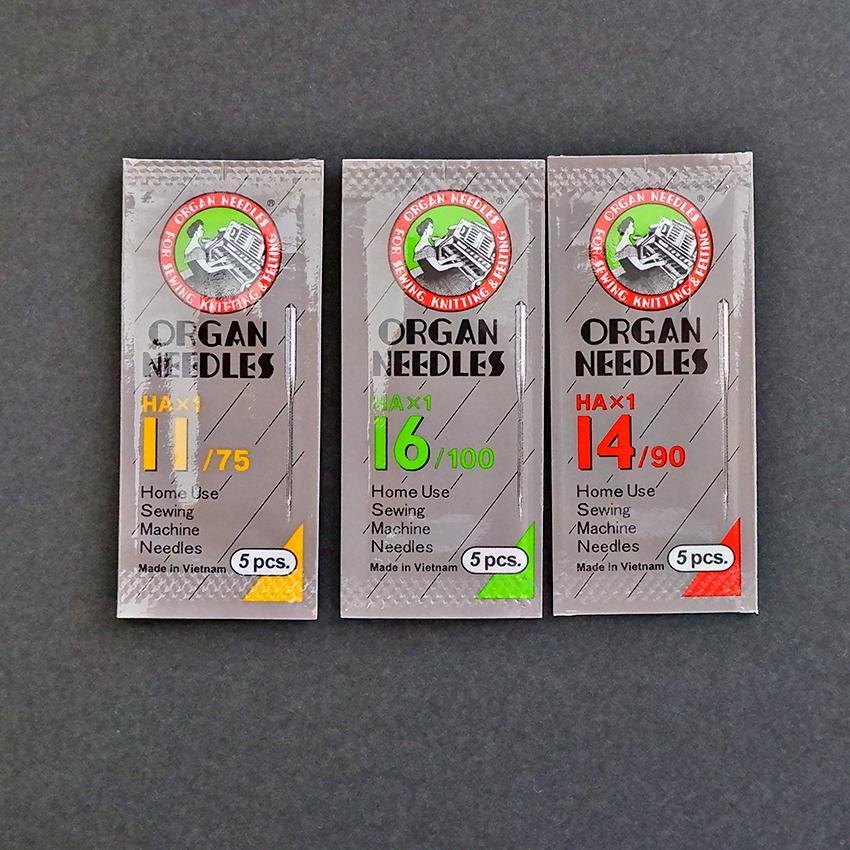 ORGAN NEEDLES
FOR SEWING KNITTING & FELTING
®
ORGAN
NEEDLES
HA×1
11/75
Home Use
Sewing
Machine
Needles
Made in Vietnam
5 pcs.
ORGAN NEEDLES
FOR SEWING KNITTING & FELTING
®
ORGAN
NEEDLES
HA×1
16/100
Home Use
Sewing
Machine
Needles
Made in Vietnam
5 pcs.
ORGAN NEEDLES
FOR SEWING KNITTING & FELTING
®
ORGAN
NEEDLES
HA×1
14/90
Home Use
Sewing
Machine
Needles
Made in Vietnam
5 pcs.